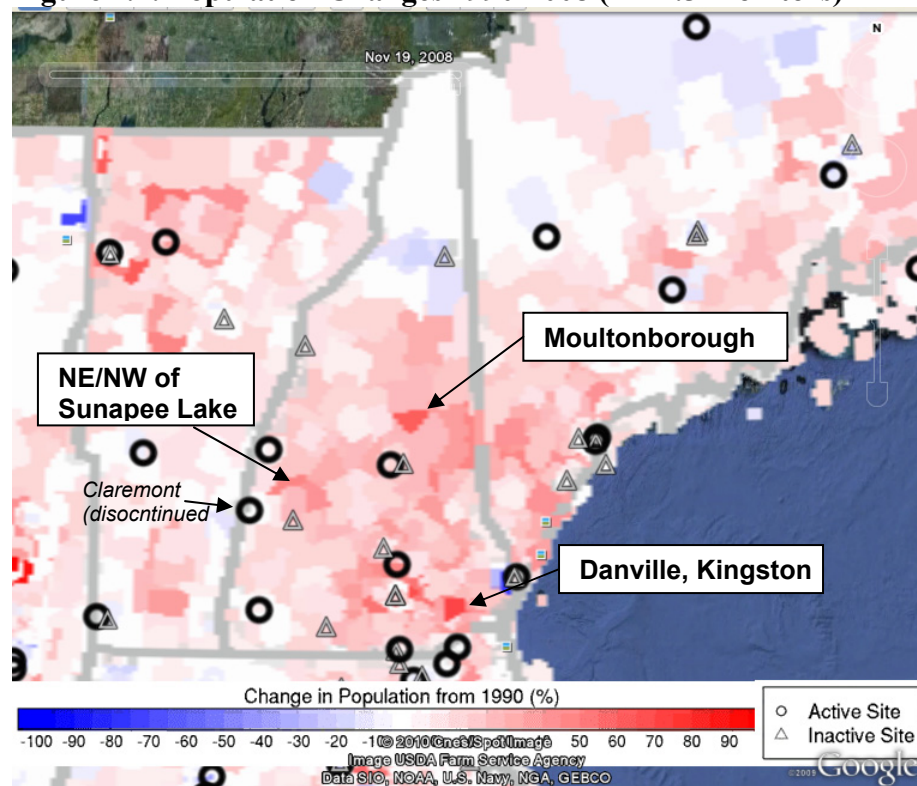 Nov 19, 2008
N
Moultonborough
NE/NW of
Sunapee Lake
Claremont
(disocntinued
Danville, Kingston
Change in Population from 1990 (%)
-100 -90 -80 -70 -60 -50 -40 -30 -20 50 60 70 80 90
Active Site
Inactive Site
© 2010 Cnes/Spot Image
Image USDA Farm Service Agency
Data SIO, NOAA, U.S. Navy, NGA, GEBCO
©2009 Google